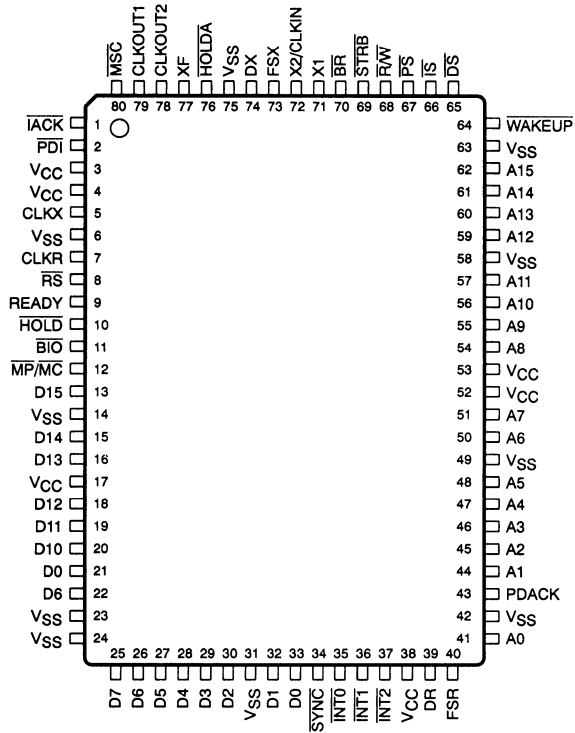 MSC CLKOUT1 CLKOUT2 XF HOLDA VSS DX FSX X2/CLKIN X1 BR STRB R/W PS IS DS
80 79 78 77 76 75 74 73 72 71 70 69 68 67 66 65
IACK 1
PDI 2
VCC 3
VCC 4
CLKX 5
VSS 6
CLKR 7
RS 8
READY 9
HOLD 10
BIO 11
MP/MC 12
D15 13
VSS 14
D14 15
D13 16
VCC 17
D12 18
D11 19
D10 20
D0 21
D6 22
VSS 23
VSS 24
64 WAKEUP
63 VSS
62 A15
61 A14
60 A13
59 A12
58 VSS
57 A11
56 A10
55 A9
54 A8
53 VCC
52 VCC
51 A7
50 A6
49 VSS
48 A5
47 A4
46 A3
45 A2
44 A1
43 PDACK
42 VSS
41 A0
25 26 27 28 29 30 31 32 33 34 35 36 37 38 39 40
D7 D6 D5 D4 D3 D2 VSS D1 D0 SYNC INT0 INT1 INT2 VCC DR FSR